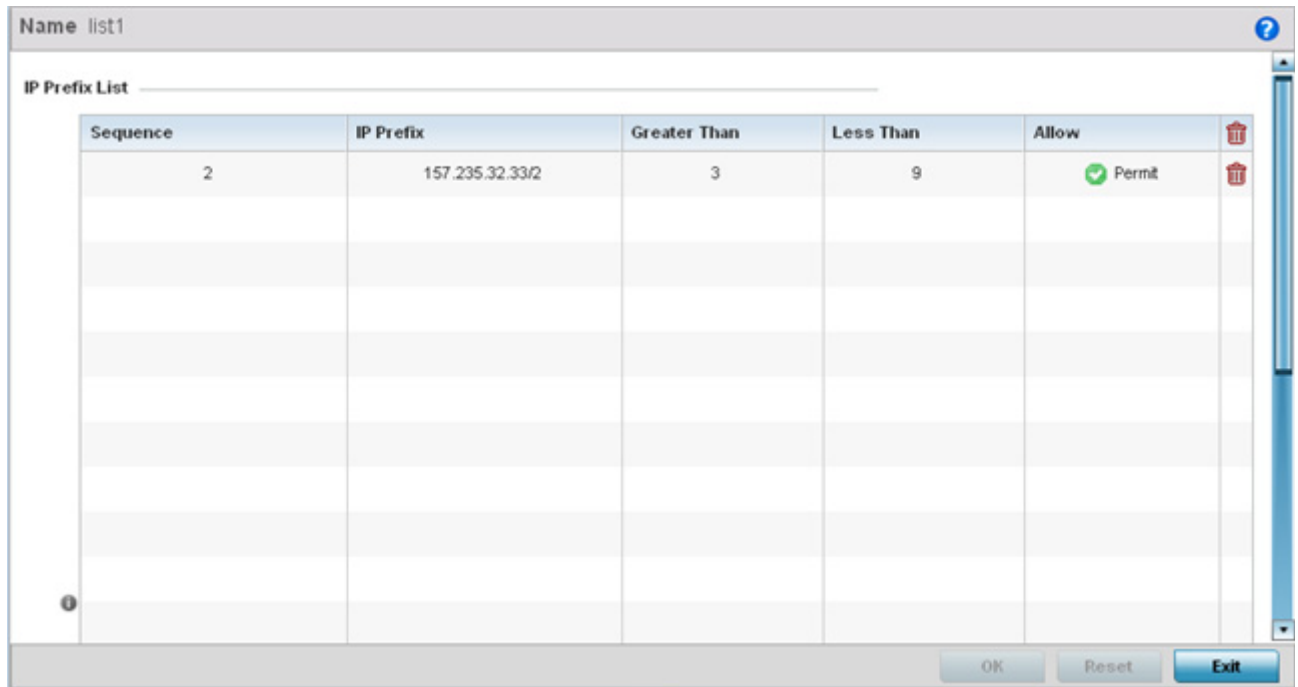 Name list1
IP Prefix List
Sequence IP Prefix Greater Than Less Than Allow
2 157.235.32.33/2 3 9 Permit
OK Reset Exit